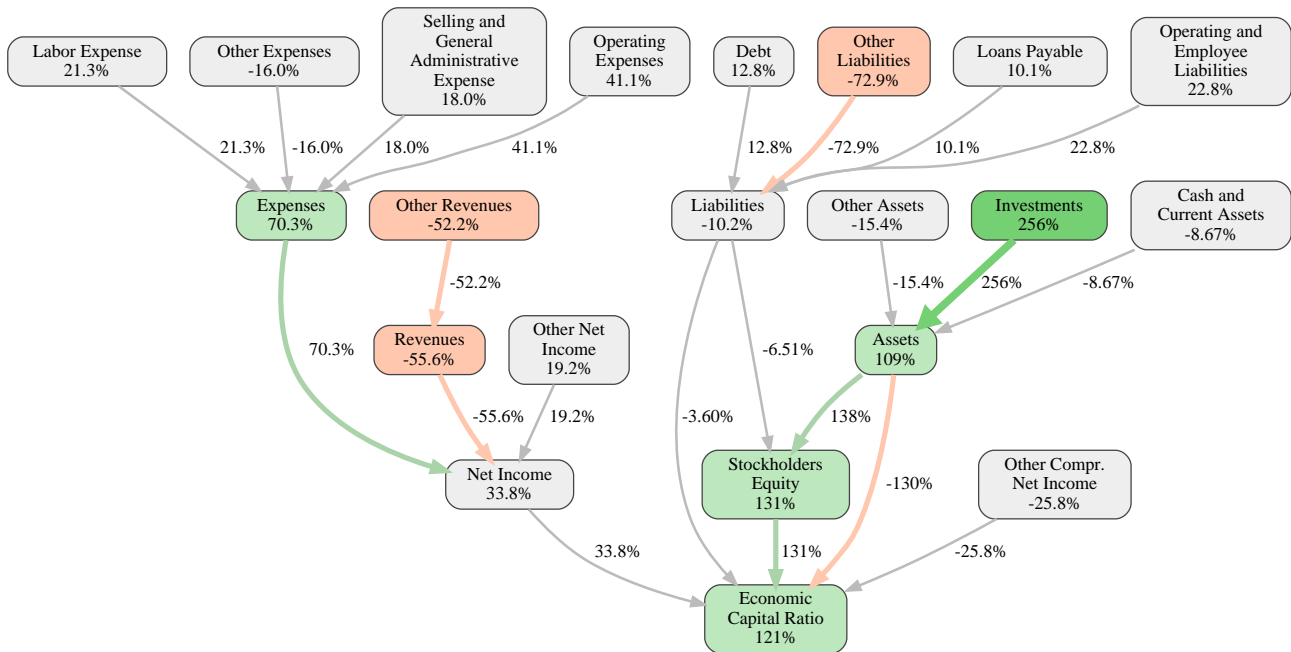 Labor Expense
21.3%
Other Expenses
-16.0%
Selling and
General
Administrative
Expense
18.0%
Operating
Expenses
41.1%
Debt
12.8%
Other
Liabilities
-72.9%
Loans Payable
10.1%
Operating and
Employee
Liabilities
22.8%
21.3%
-16.0%
18.0%
41.1%
12.8%
-72.9%
10.1%
22.8%
Expenses
70.3%
Other Revenues
-52.2%
Liabilities
-10.2%
Other Assets
-15.4%
Investments
256%
Cash and
Current Assets
-8.67%
-52.2%
-15.4%
256%
-8.67%
70.3%
Revenues
-55.6%
Other Net
Income
19.2%
-6.51%
Assets
109%
-55.6%
19.2%
-3.60%
138%
Net Income
33.8%
Stockholders
Equity
131%
-130%
Other Compr.
Net Income
-25.8%
33.8%
131%
-25.8%
Economic
Capital Ratio
121%